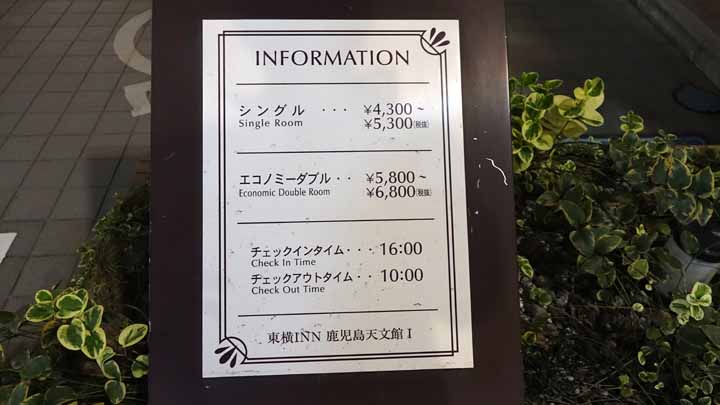 INFORMATION
シングル ・・・ ¥4,300~
Single Room ¥5,300(税抜)
エコノミーダブル・・ ¥5,800~
Economic Double Room ¥6,800(税抜)
チェックインタイム・・・16:00
Check In Time
チェックアウトタイム・・10:00
Check Out Time
東横INN 鹿児島天文館 I